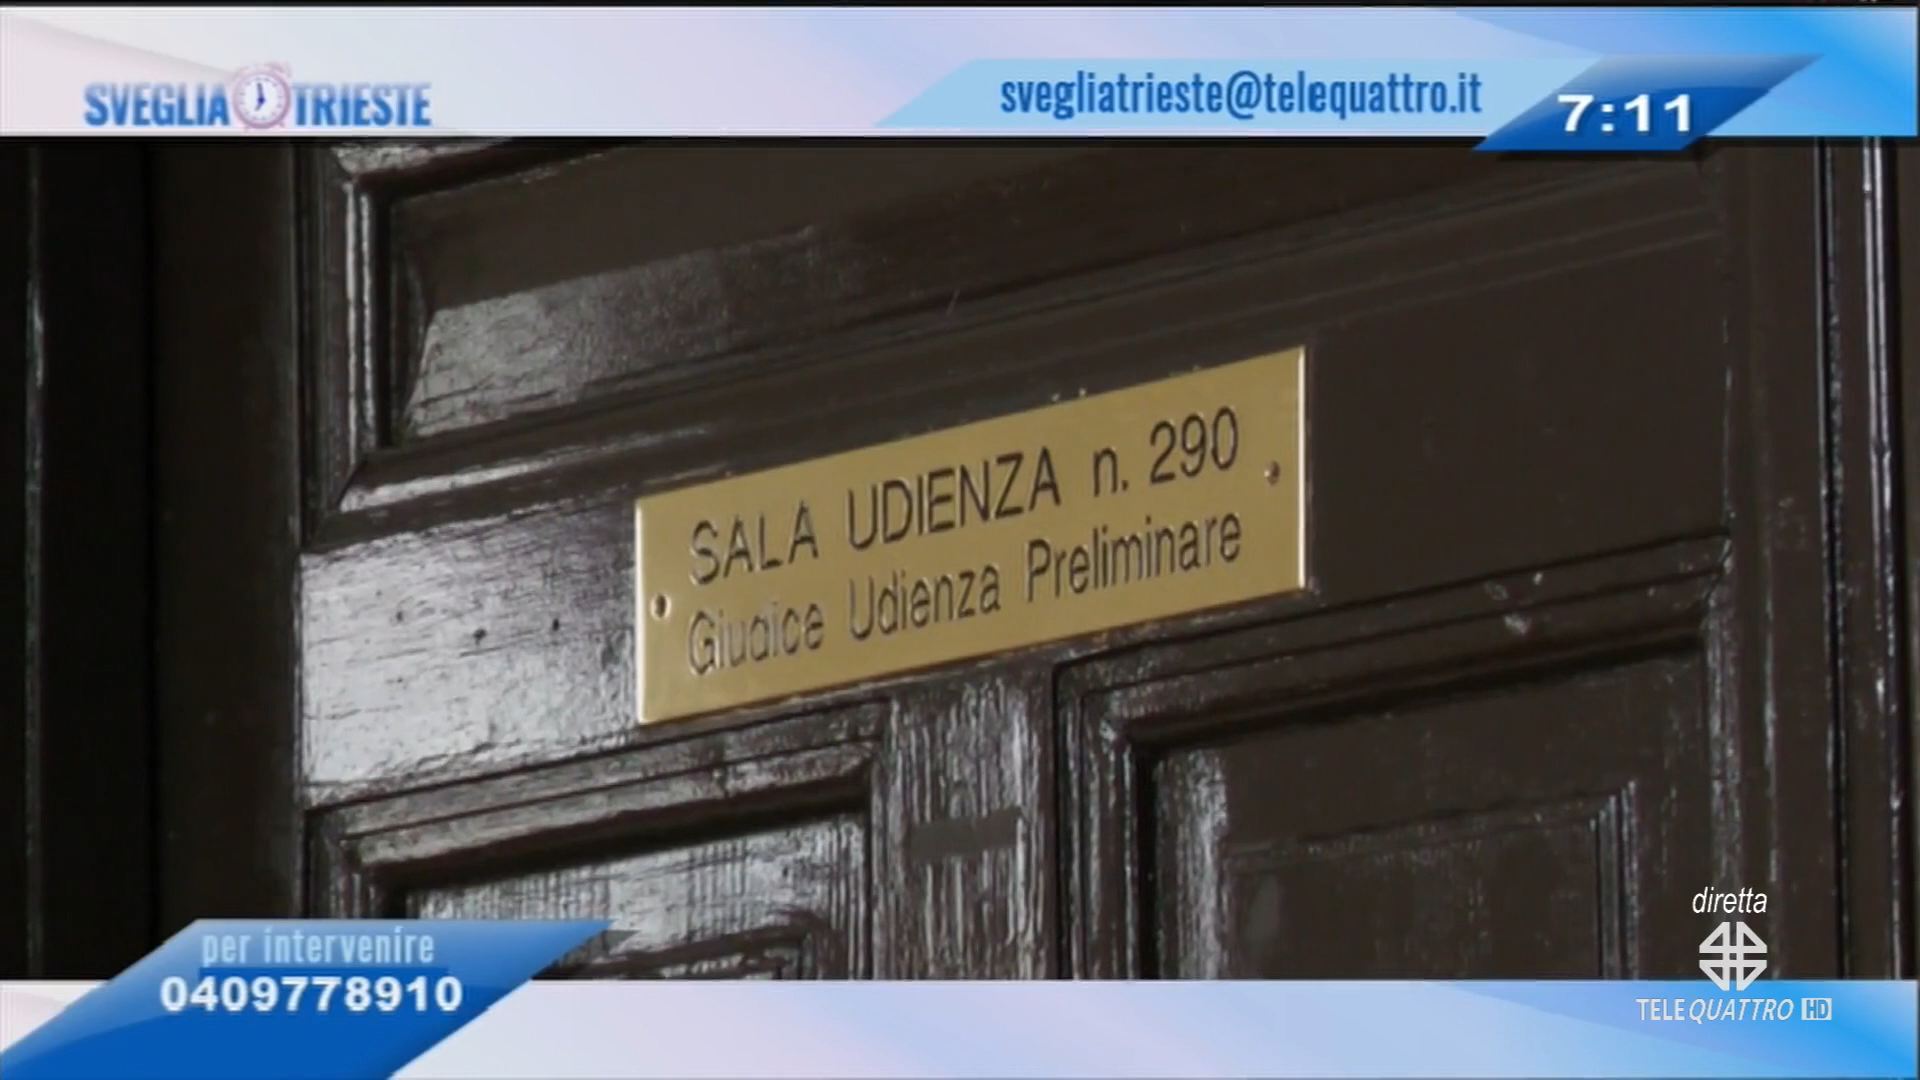 SVEGLIA TRIESTE
svegliatrieste@telequattro.it
7:11
SALA UDIENZA n. 290
Giudice Udienza Preliminare
per intervenire
0409778910
diretta
TELEQUATTRO HD